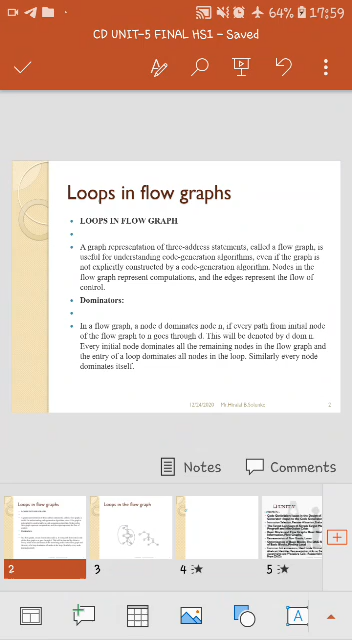 64% 17:59
CD UNIT-5 FINAL HS1 – Saved
Loops in flow graphs
LOOPS IN FLOW GRAPH
A graph representation of three-address statements, called a flow graph, is
useful for understanding code-generation algorithms, even if the graph is
not explicitly constructed by a code-generation algorithm. Nodes in the
flow graph represent computations, and the edges represent the flow of
control.
Dominators:
In a flow graph, a node d dominates node n, if every path from initial node
of the flow graph to n goes through d. This will be denoted by d dom n.
Every initial node dominates all the remaining nodes in the flow graph and
the entry of a loop dominates all nodes in the loop. Similarly every node
dominates itself.
12/24/2020
2
Notes
Comments
Loops in flow graphs
Loops in the flow graph
2
3
4
5
A